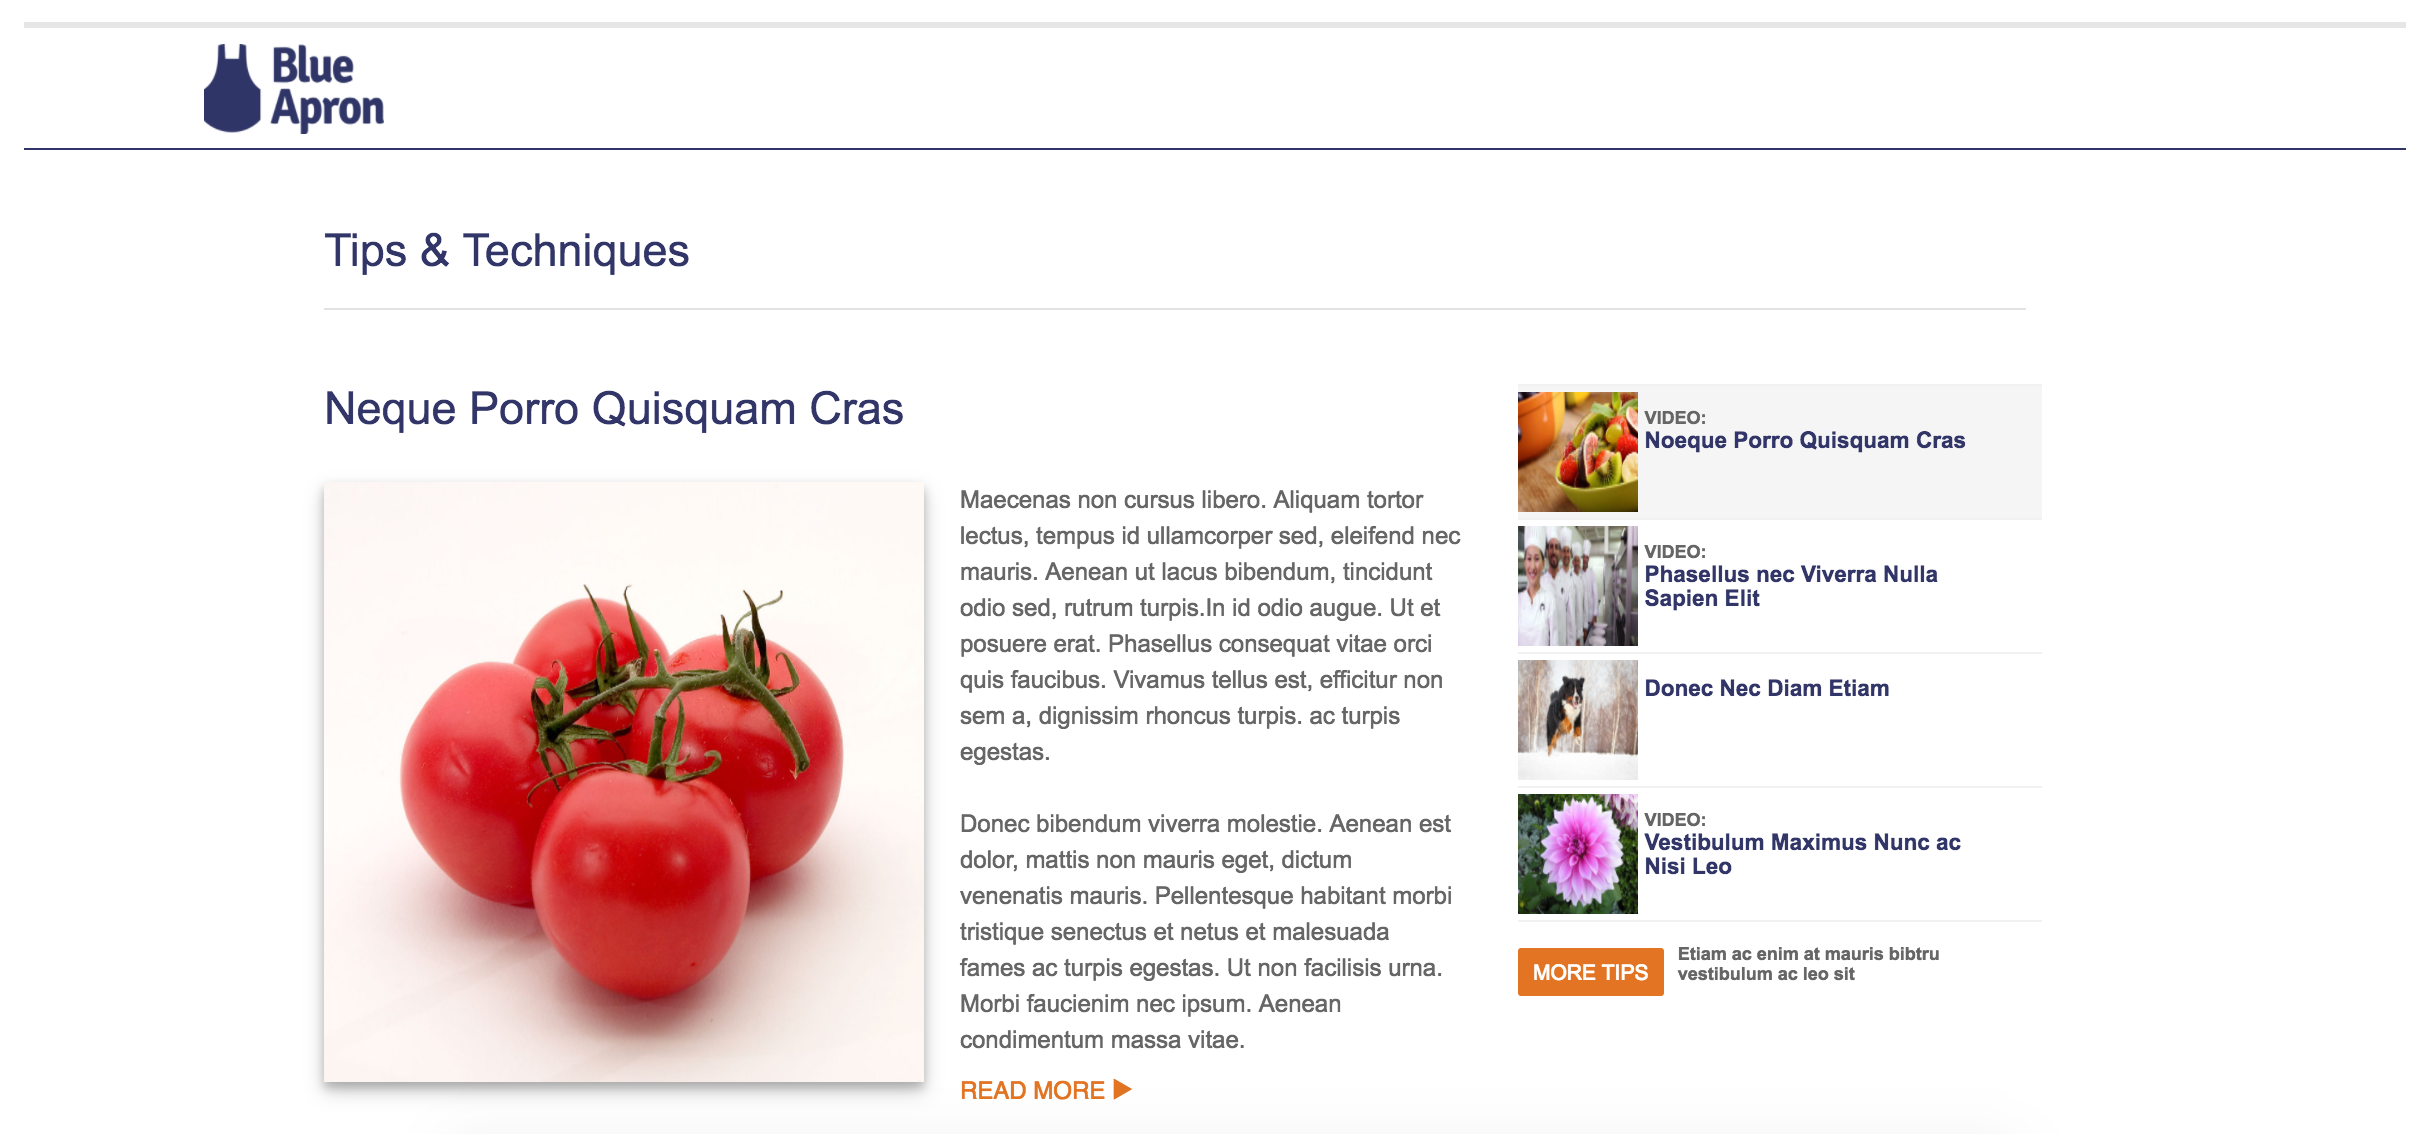 Blue
Apron
Tips & Techniques
Neque Porro Quisquam Cras
Maecenas non cursus libero. Aliquam tortor
lectus, tempus id ullamcorper sed, eleifend nec
mauris. Aenean ut lacus bibendum, tincidunt
odio sed, rutrum turpis.In id odio augue. Ut et
posuere erat. Phasellus consequat vitae orci
quis faucibus. Vivamus tellus est, efficitur non
sem a, dignissim rhoncus turpis. ac turpis
egestas.
Donec bibendum viverra molestie. Aenean est
dolor, mattis non mauris eget, dictum
venenatis mauris. Pellentesque habitant morbi
tristique senectus et netus et malesuada
fames ac turpis egestas. Ut non facilisis urna.
Morbi faucienim nec ipsum. Aenean
condimentum massa vitae.
READ MORE ▶
VIDEO:
Noeque Porro Quisquam Cras
VIDEO:
Phasellus nec Viverra Nulla
Sapien Elit
Donec Nec Diam Etiam
VIDEO:
Vestibulum Maximus Nunc ac
Nisi Leo
MORE TIPS
Etiam ac enim at mauris bibtru
vestibulum ac leo sit